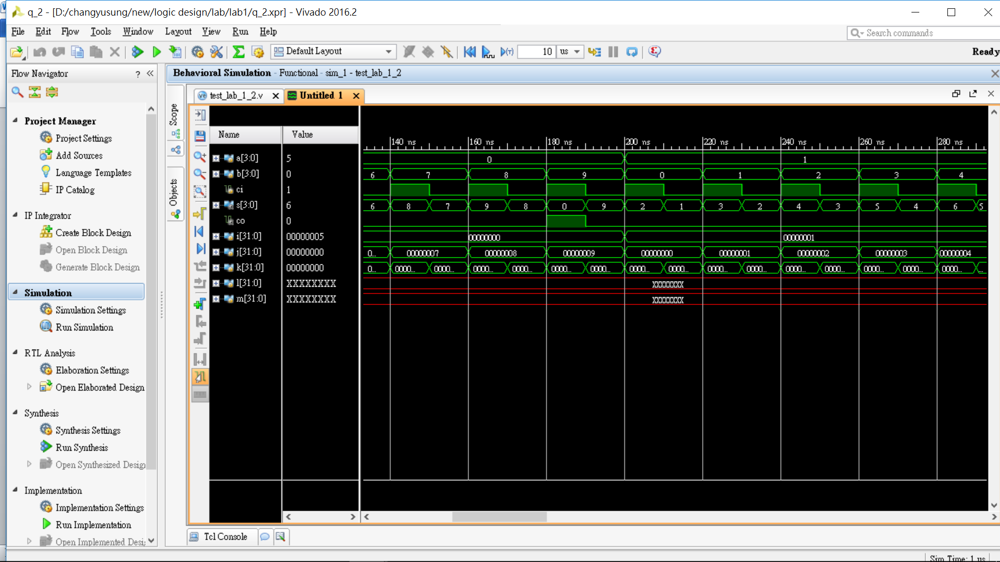 q_2 - [D:/changyusung/new/logic design/lab/lab1/q_2.xpr] - Vivado 2016.2
File Edit Flow Tools Window Layout View Run Help
Search commands
Default Layout
10 us
Ready
Flow Navigator ? «
Behavioral Simulation - Functional - sim_1 - test_lab_1_2
test_lab_1_2.v
Untitled 1
Scope
Objects
Project Manager
Project Settings
Add Sources
Language Templates
IP Catalog
IP Integrator
Create Block Design
Open Block Design
Generate Block Design
Simulation
Simulation Settings
Run Simulation
RTL Analysis
Elaboration Settings
Open Elaborated Design
Synthesis
Synthesis Settings
Run Synthesis
Open Synthesized Desig
Implementation
Implementation Settings
Run Implementation
Open Implemented Desi
Name Value
140 ns 160 ns 180 ns 200 ns 220 ns 240 ns 260 ns 280 ns
a[3:0] 5 0 1
b[3:0] 0 6 7 8 9 0 1 2 3 4
ci 1
s[3:0] 6 6 8 7 9 8 0 9 2 1 3 2 4 3 5 4 6 5
co 0
i[31:0] 00000005 00000000 00000001
j[31:0] 00000000 0... 00000007 00000008 00000009 00000000 00000001 00000002 00000003 00000004
k[31:0] 00000000 0... 0000... 0000... 0000... 0000... 0000... 0000... 0000... 0000... 0000... 0000... 0000... 0000... 0000... 0000... 0000... ...
l[31:0] XXXXXXXX XXXXXXXX
m[31:0] XXXXXXXX XXXXXXXX
Tcl Console
Sim Time: 1 us